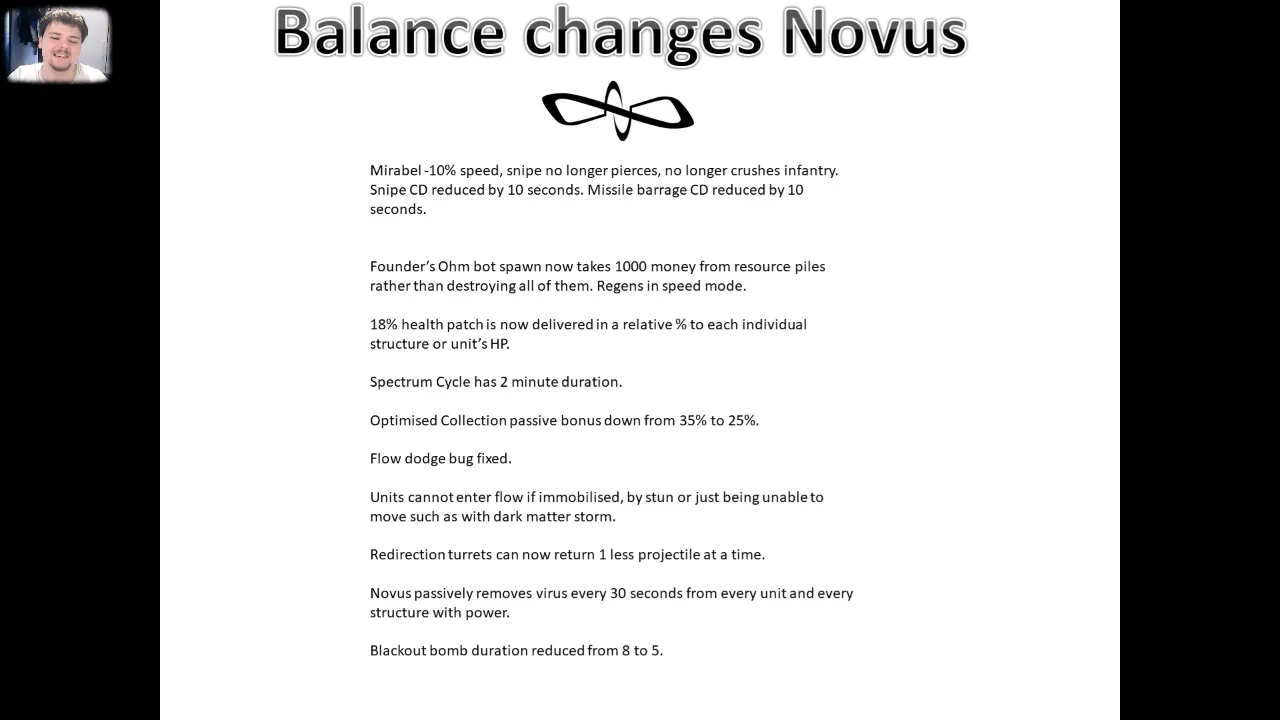 Balance changes Novus
Mirabel -10% speed, snipe no longer pierces, no longer crushes infantry.
Snipe CD reduced by 10 seconds. Missile barrage CD reduced by 10
seconds.
Founder's Ohm bot spawn now takes 1000 money from resource piles
rather than destroying all of them. Regens in speed mode.
18% health patch is now delivered in a relative % to each individual
structure or unit's HP.
Spectrum Cycle has 2 minute duration.
Optimised Collection passive bonus down from 35% to 25%.
Flow dodge bug fixed.
Units cannot enter flow if immobilised, by stun or just being unable to
move such as with dark matter storm.
Redirection turrets can now return 1 less projectile at a time.
Novus passively removes virus every 30 seconds from every unit and every
structure with power.
Blackout bomb duration reduced from 8 to 5.